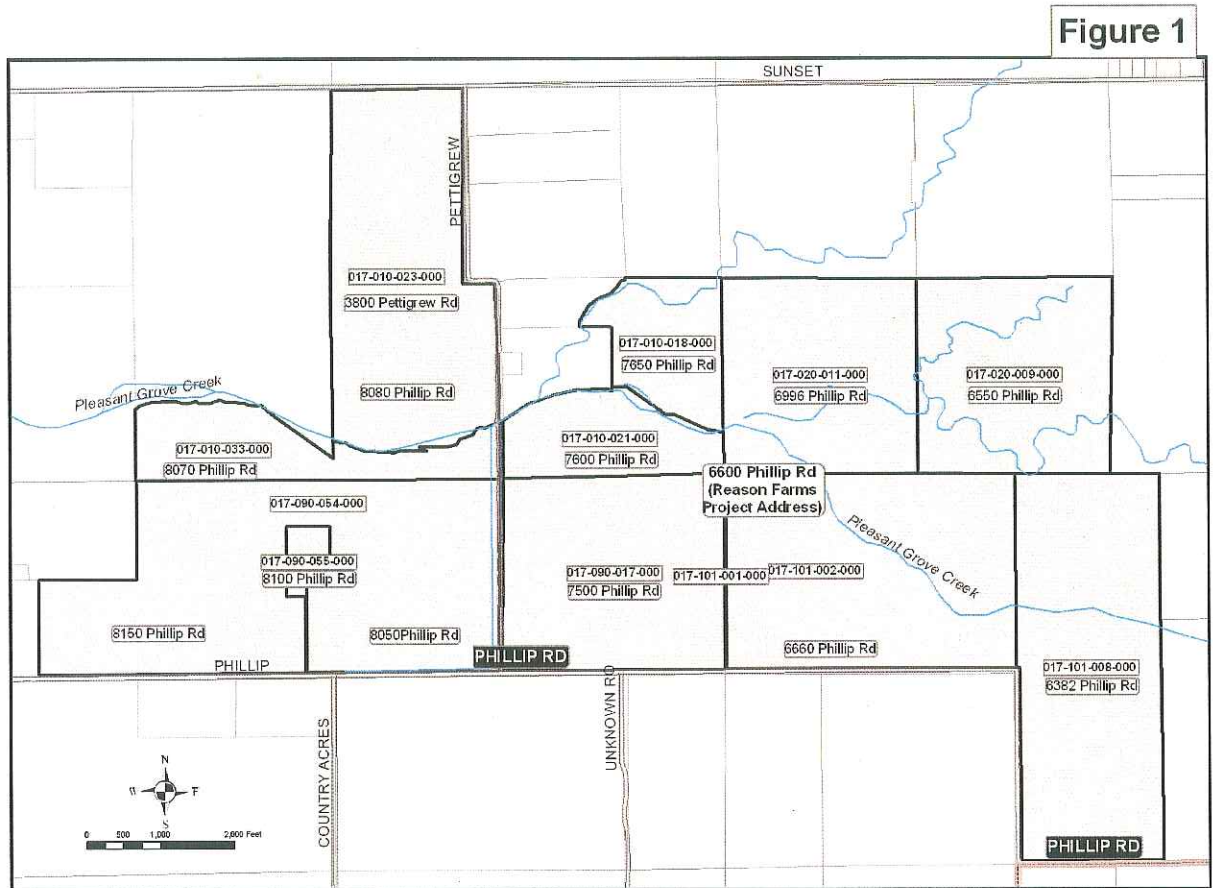 Figure 1
SUNSET
PETTIGREW
017-010-023-000
3800 Pettigrew Rd
017-010-018-000
7650 Phillip Rd
017-020-011-000
6996 Phillip Rd
017-020-009-000
6550 Phillip Rd
Pleasant Grove Creek
8080 Phillip Rd
017-010-033-000
8070 Phillip Rd
017-010-021-000
7600 Phillip Rd
6600 Phillip Rd
(Reason Farms
Project Address)
017-090-054-000
017-090-055-000
8100 Phillip Rd
Pleasant Grove Creek
017-090-017-000
7500 Phillip Rd
017-101-001-000
017-101-002-000
8150 Phillip Rd
8050Phillip Rd
6660 Phillip Rd
PHILLIP
PHILLIP RD
017-101-008-000
6382 Phillip Rd
COUNTRY ACRES
UNKNOWN RD
N
W
E
S
0 500 1,000 2,000 Feet
PHILLIP RD